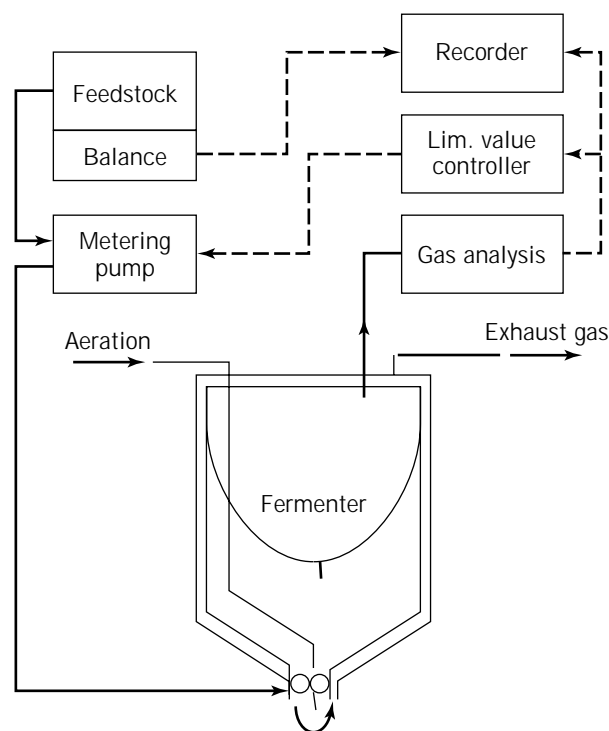 Recorder
Feedstock
Balance
Lim. value
controller
Metering
pump
Gas analysis
Aeration
Exhaust gas
Fermenter